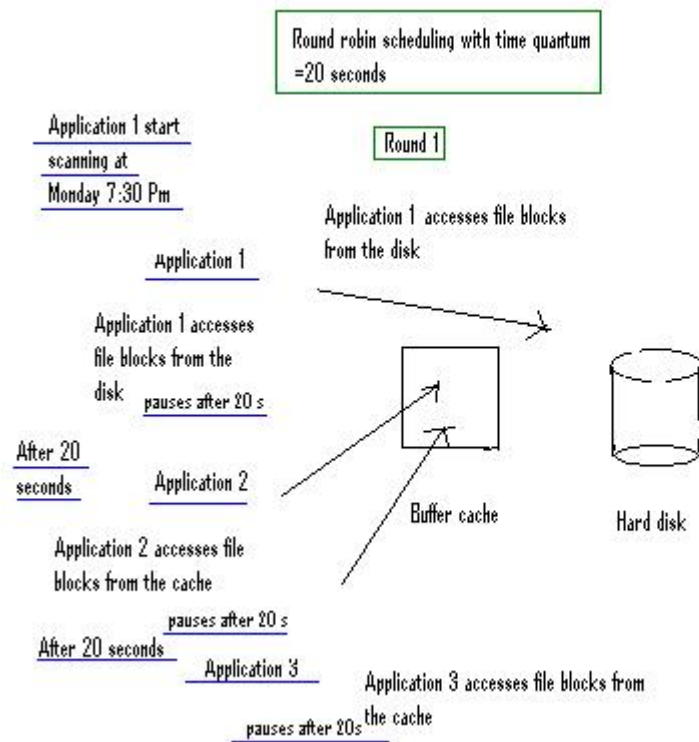 Round robin scheduling with time quantum
=20 seconds
Application 1 start
scanning at
Monday 7:30 Pm
Round 1
Application 1 accesses file blocks
from the disk
Application 1
Application 1 accesses
file blocks from the
disk
pauses after 20 s
After 20
seconds
Application 2
Buffer cache
Hard disk
Application 2 accesses file
blocks from the cache
pauses after 20 s
After 20 seconds
Application 3
Application 3 accesses file blocks from
the cache
pauses after 20s